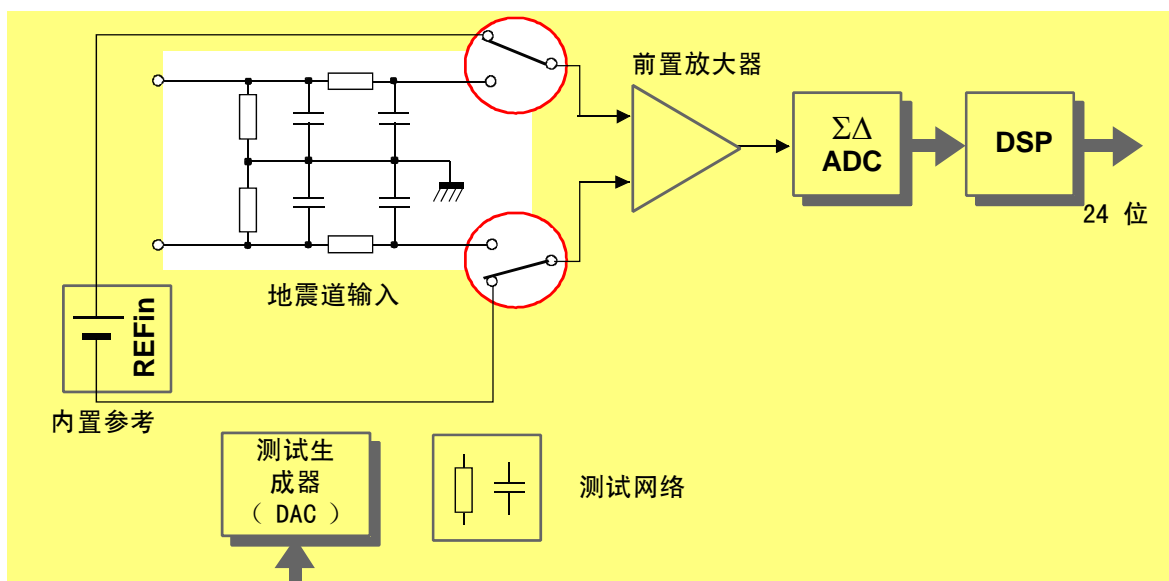 前置放大器
ΣΔ
ADC
DSP
24 位
地震道输入
REFin
内置参考
测试生
成器
( DAC )
测试网络